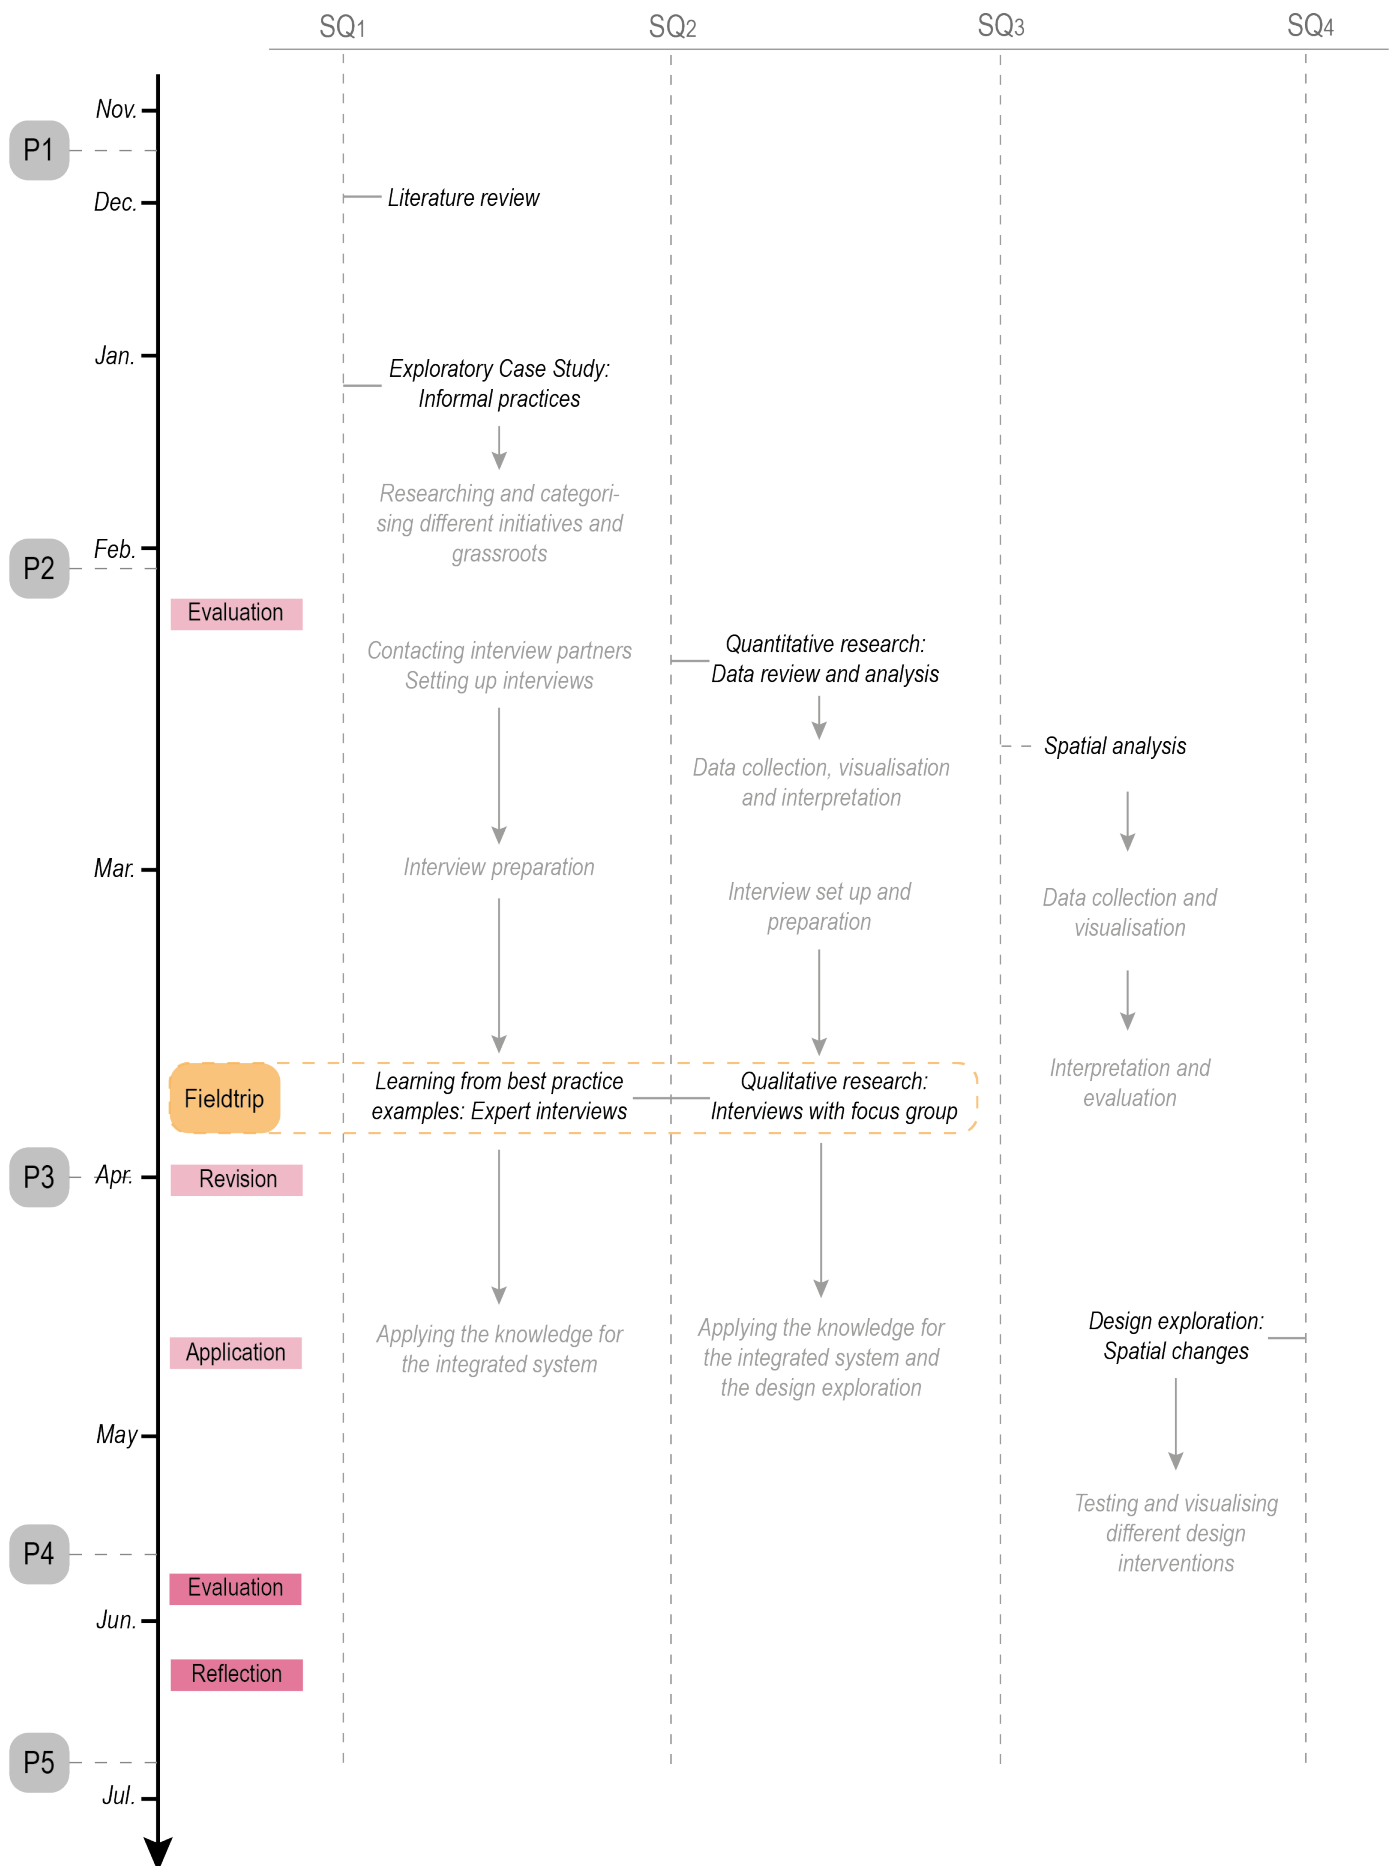 SQ1
SQ2
SQ3
SQ4
Nov.
P1
Dec.
Literature review
Jan.
Exploratory Case Study:
Informal practices
Researching and categori-
sing different initiatives and
grassroots
Feb.
P2
Evaluation
Contacting interview partners
Setting up interviews
Quantitative research:
Data review and analysis
Spatial analysis
Data collection, visualisation
and interpretation
Mar.
Interview preparation
Interview set up and
preparation
Data collection and
visualisation
Fieldtrip
Learning from best practice
examples: Expert interviews
Qualitative research:
Interviews with focus group
Interpretation and
evaluation
P3
Apr.
Revision
Application
Applying the knowledge for
the integrated system
Applying the knowledge for
the integrated system and
the design exploration
Design exploration:
Spatial changes
May
Testing and visualising
different design
interventions
P4
Evaluation
Jun.
Reflection
P5
Jul.